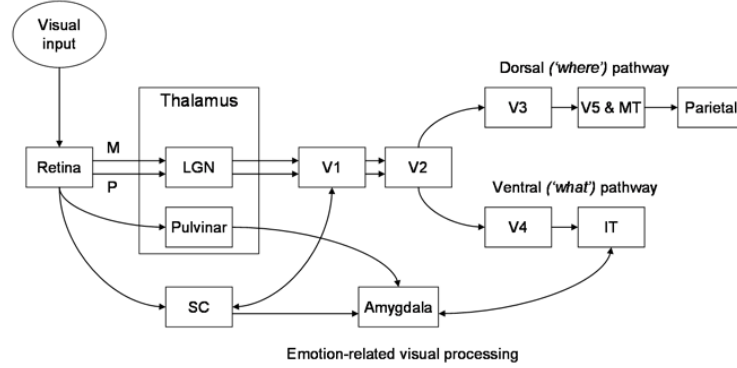 Visual
input
Dorsal ('where') pathway
Thalamus
V3
V5 & MT
Parietal
M
Retina
LGN
V1
V2
P
Ventral ('what') pathway
Pulvinar
V4
IT
SC
Amygdala
Emotion-related visual processing